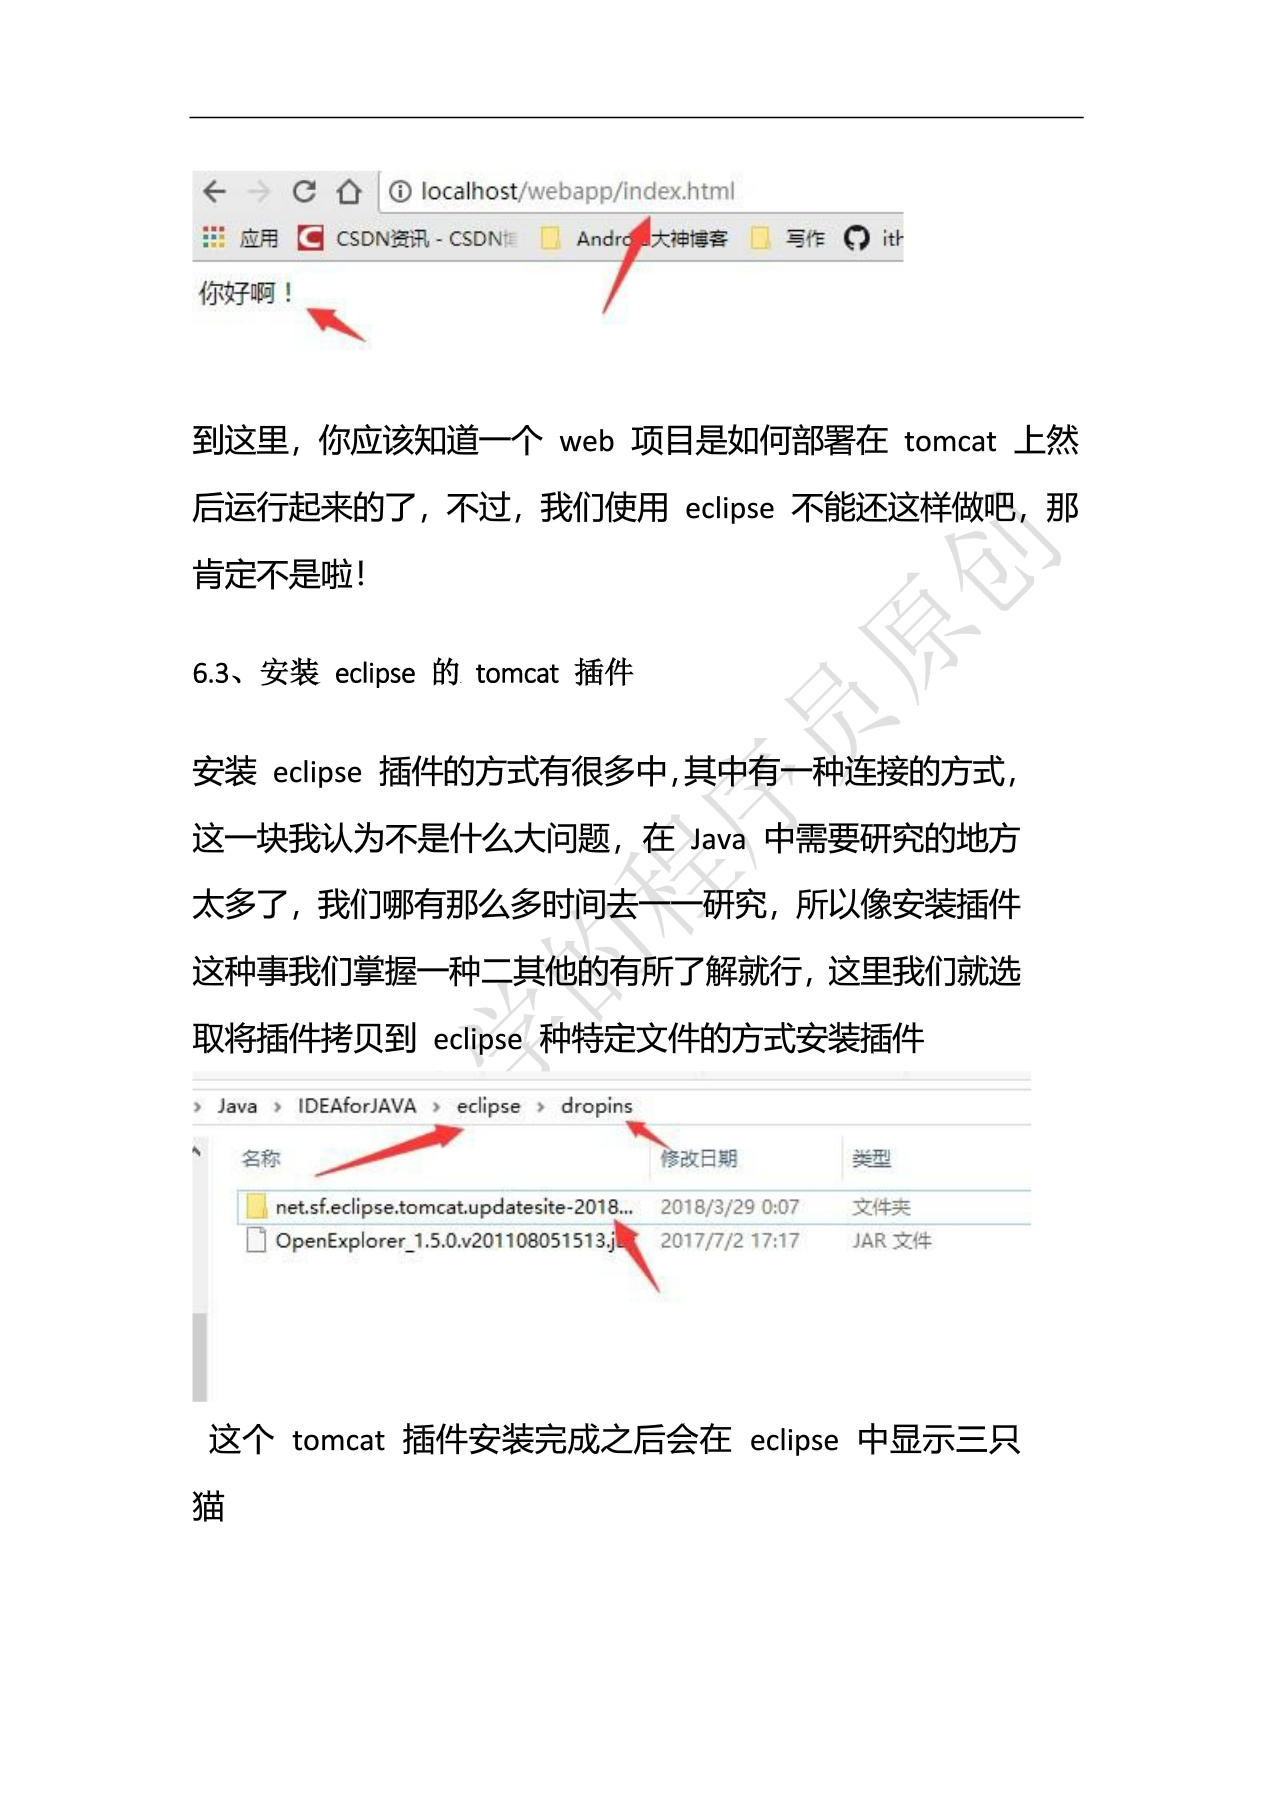 localhost/webapp/index.html
应用 CSDN资讯 - CSDN博 Andro 大神博客 写作 ith
你好啊！
到这里，你应该知道一个 web 项目是如何部署在 tomcat 上然
后运行起来的了，不过，我们使用 eclipse 不能还这样做吧，那
肯定不是啦！
6.3、安装 eclipse 的 tomcat 插件
安装 eclipse 插件的方式有很多中，其中有一种连接的方式，
这一块我认为不是什么大问题，在 Java 中需要研究的地方
太多了，我们哪有那么多时间去一一研究，所以像安装插件
这种事我们掌握一种二其他的有所了解就行，这里我们就选
取将插件拷贝到 eclipse 种特定文件的方式安装插件
学的程序员原创
› Java › IDEAforJAVA › eclipse › dropins
名称 修改日期 类型
net.sf.eclipse.tomcat.updatesite-2018... 2018/3/29 0:07 文件夹
OpenExplorer_1.5.0.v201108051513.j 2017/7/2 17:17 JAR 文件
这个 tomcat 插件安装完成之后会在 eclipse 中显示三只
猫